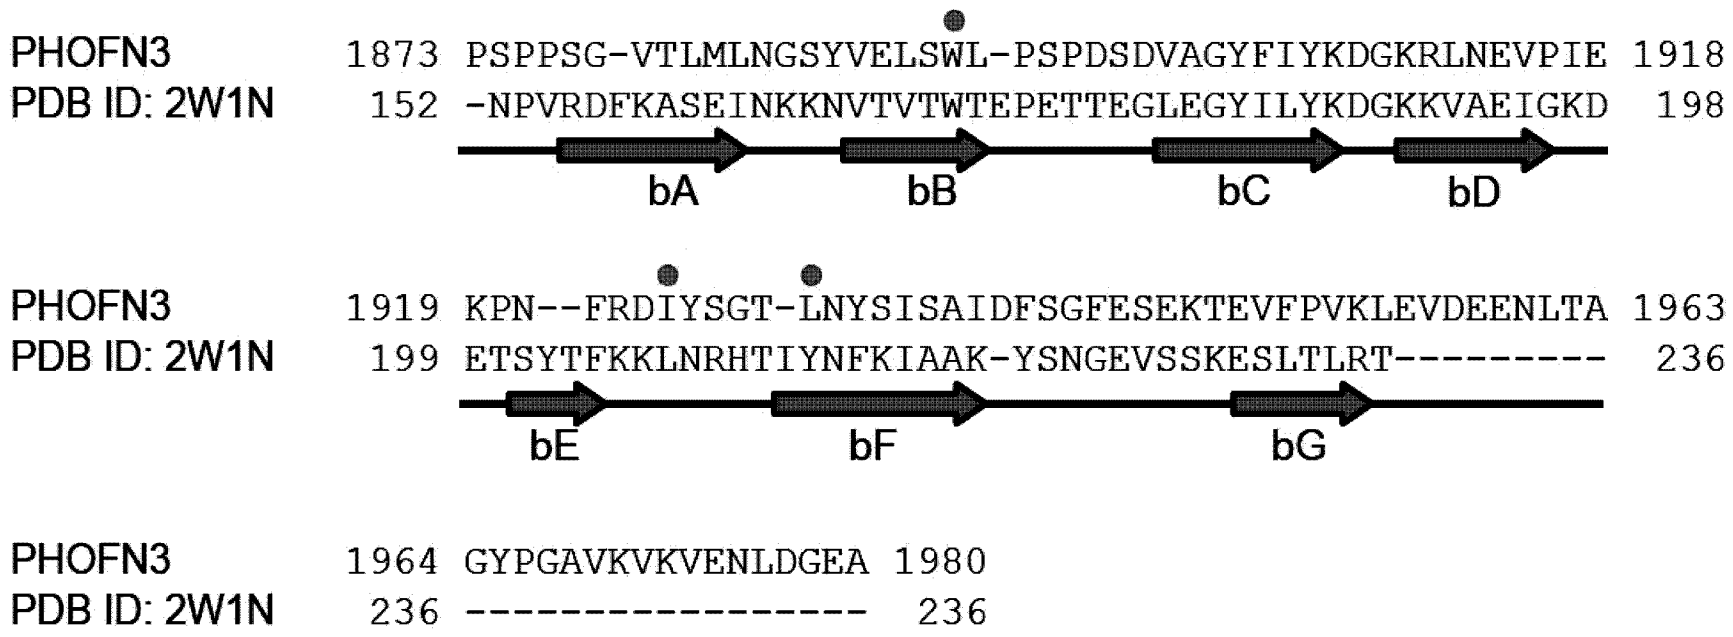 PHOFN3 1873 PSPPSG-VTLMLNGSYVELSWL-PSPDSDVAGYFIYKDGKRLNEVPIE 1918
PDB ID: 2W1N 152 -NPVRDFKASEINKKNVTVTWTEPETTEGLEGYILYKDGKKVAEIGKD 198
bA bB bC bD
PHOFN3 1919 KPN--FRDIYSGT-LNYSISAIDFSGFESEKTEVFPVKLEVDEENLTA 1963
PDB ID: 2W1N 199 ETSYTFKKLNRHTIYNFKIAAK-YSNGEVSSKESLTLRT--------- 236
bE bF bG
PHOFN3 1964 GYPGAVKVKVENLDGEA 1980
PDB ID: 2W1N 236 ----------------- 236